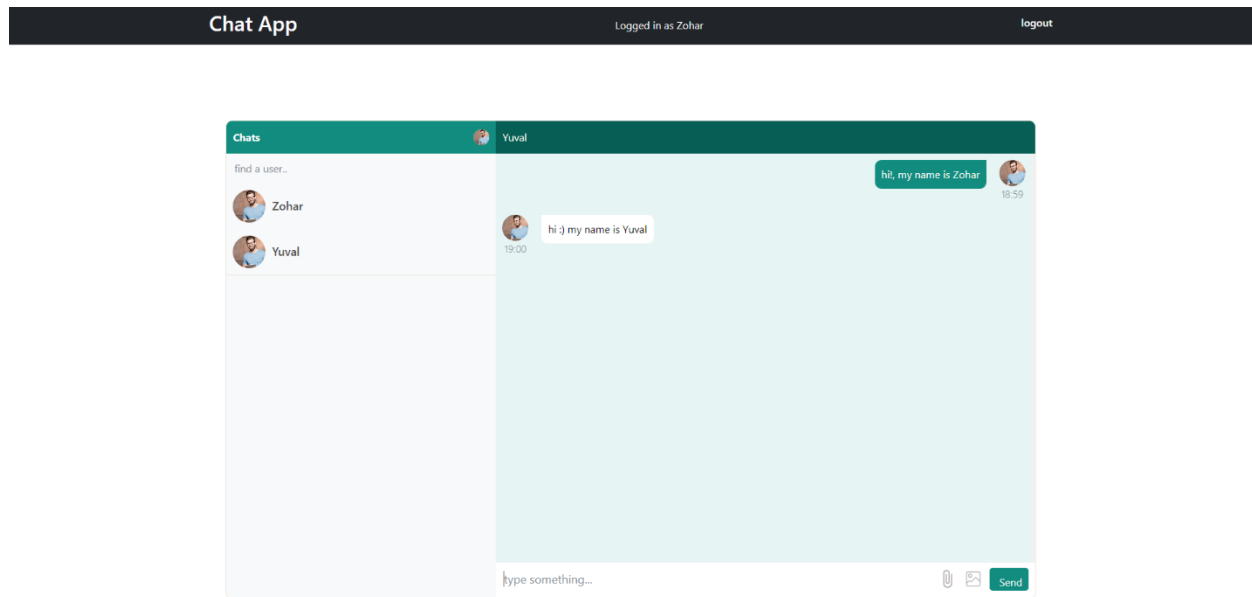 Chat App
Logged in as Zohar
logout
Chats
Yuval
find a user..
Zohar
Yuval
hi!, my name is Zohar
18:59
hi :) my name is Yuval
19:00
type something...
Send